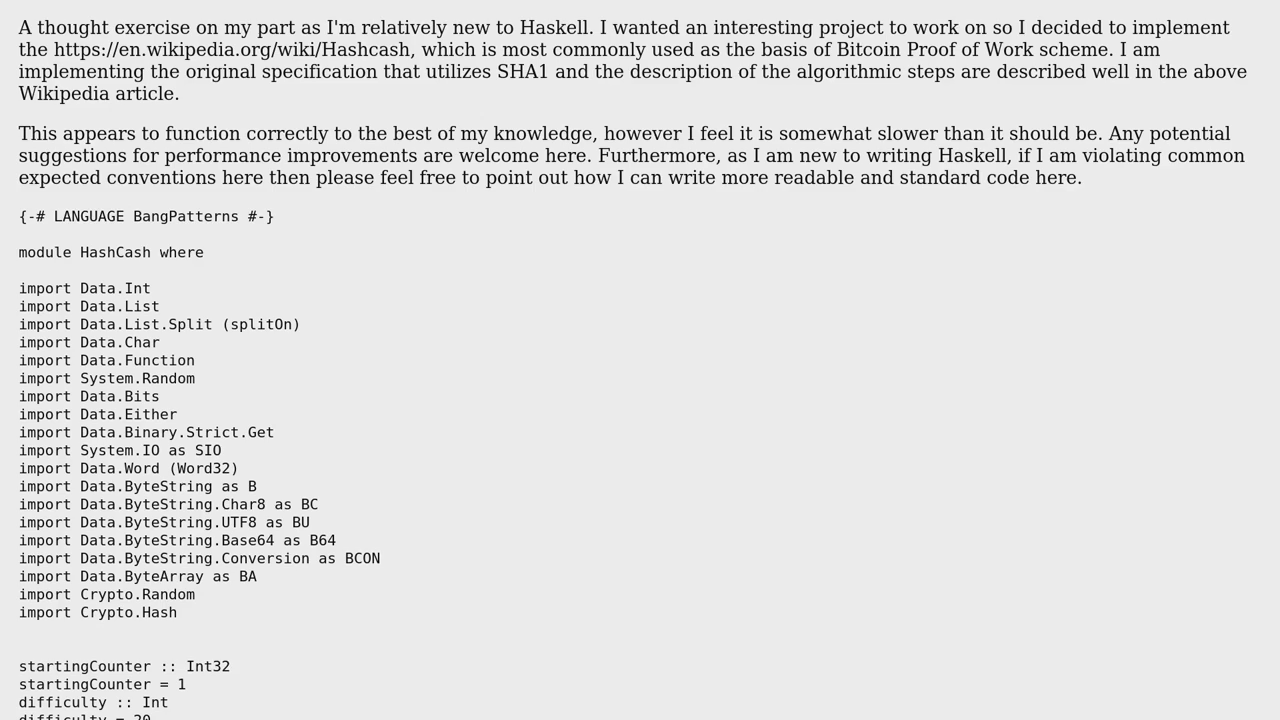 A thought exercise on my part as I'm relatively new to Haskell. I wanted an interesting project to work on so I decided to implement
the https://en.wikipedia.org/wiki/Hashcash, which is most commonly used as the basis of Bitcoin Proof of Work scheme. I am
implementing the original specification that utilizes SHA1 and the description of the algorithmic steps are described well in the above
Wikipedia article.
This appears to function correctly to the best of my knowledge, however I feel it is somewhat slower than it should be. Any potential
suggestions for performance improvements are welcome here. Furthermore, as I am new to writing Haskell, if I am violating common
expected conventions here then please feel free to point out how I can write more readable and standard code here.
{-# LANGUAGE BangPatterns #-}
module HashCash where
import Data.Int
import Data.List
import Data.List.Split (splitOn)
import Data.Char
import Data.Function
import System.Random
import Data.Bits
import Data.Either
import Data.Binary.Strict.Get
import System.IO as SIO
import Data.Word (Word32)
import Data.ByteString as B
import Data.ByteString.Char8 as BC
import Data.ByteString.UTF8 as BU
import Data.ByteString.Base64 as B64
import Data.ByteString.Conversion as BCON
import Data.ByteArray as BA
import Crypto.Random
import Crypto.Hash
startingCounter :: Int32
startingCounter = 1
difficulty :: Int
difficulty = 20